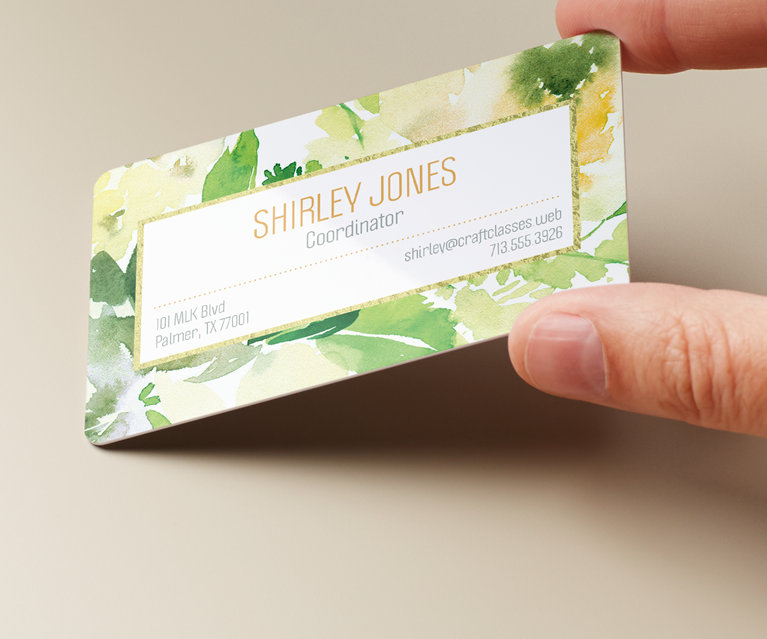 SHIRLEY JONES
Coordinator
shirley@craftclasses.web
713.555.3926
101 MLK Blvd
Palmer, TX 77001